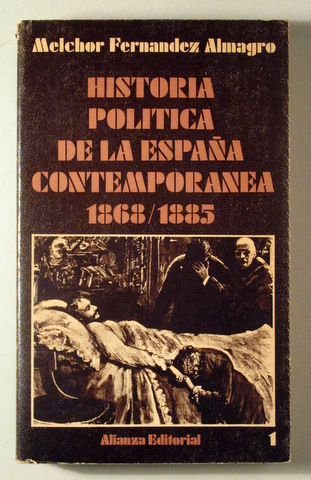 Melchor Fernandez Almagro
HISTORIA
POLITICA
DE LA ESPAÑA
CONTEMPORANEA
1868/1885
Alianza Editorial
1